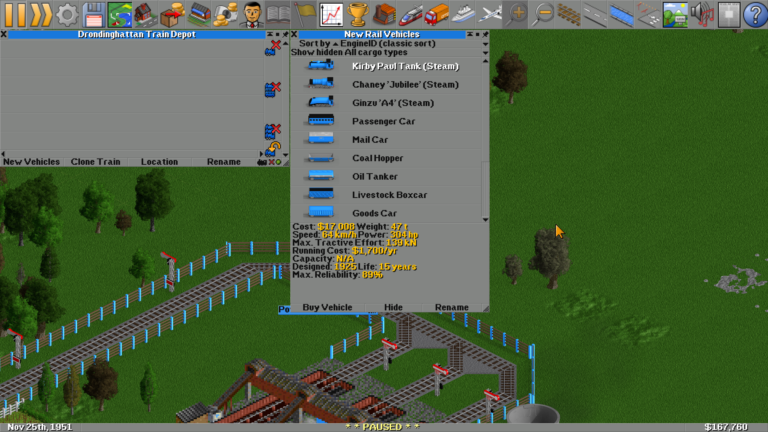 Drondinghattan Train Depot
New Vehicles Clone Train Location Rename
New Rail Vehicles
Sort by EngineID (classic sort)
Show hidden All cargo types
Kirby Paul Tank (Steam)
Chaney 'Jubilee' (Steam)
Ginzu 'A4' (Steam)
Passenger Car
Mail Car
Coal Hopper
Oil Tanker
Livestock Boxcar
Goods Car
Cost: $17,008 Weight: 47 t
Speed: 64 km/h Power: 304 hp
Max. Tractive Effort: 139 kN
Running Cost: $1,700/yr
Capacity: N/A
Designed: 1925 Life: 15 years
Max. Reliability: 89%
Buy Vehicle Hide Rename
Nov 25th, 1951
* * PAUSED * *
$167,760